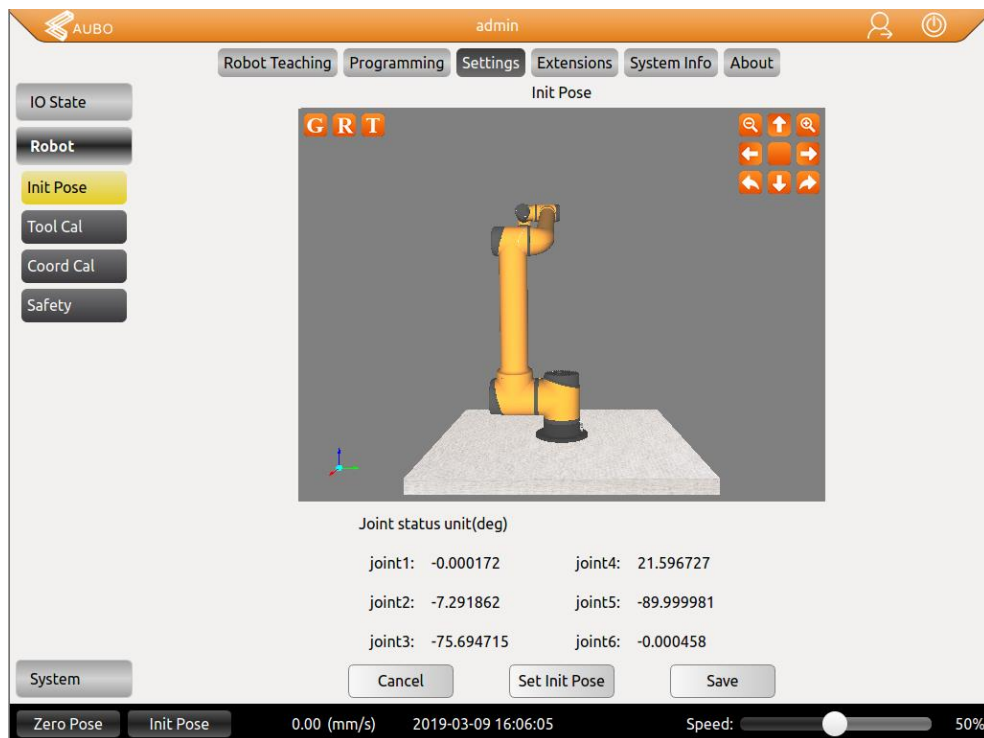 AUBO admin
Robot Teaching Programming Settings Extensions System Info About
Init Pose
IO State
Robot
Init Pose
Tool Cal
Coord Cal
Safety
G R T
Joint status unit(deg)
joint1: -0.000172 joint4: 21.596727
joint2: -7.291862 joint5: -89.999981
joint3: -75.694715 joint6: -0.000458
System Cancel Set Init Pose Save
Zero Pose Init Pose 0.00 (mm/s) 2019-03-09 16:06:05 Speed: 50%